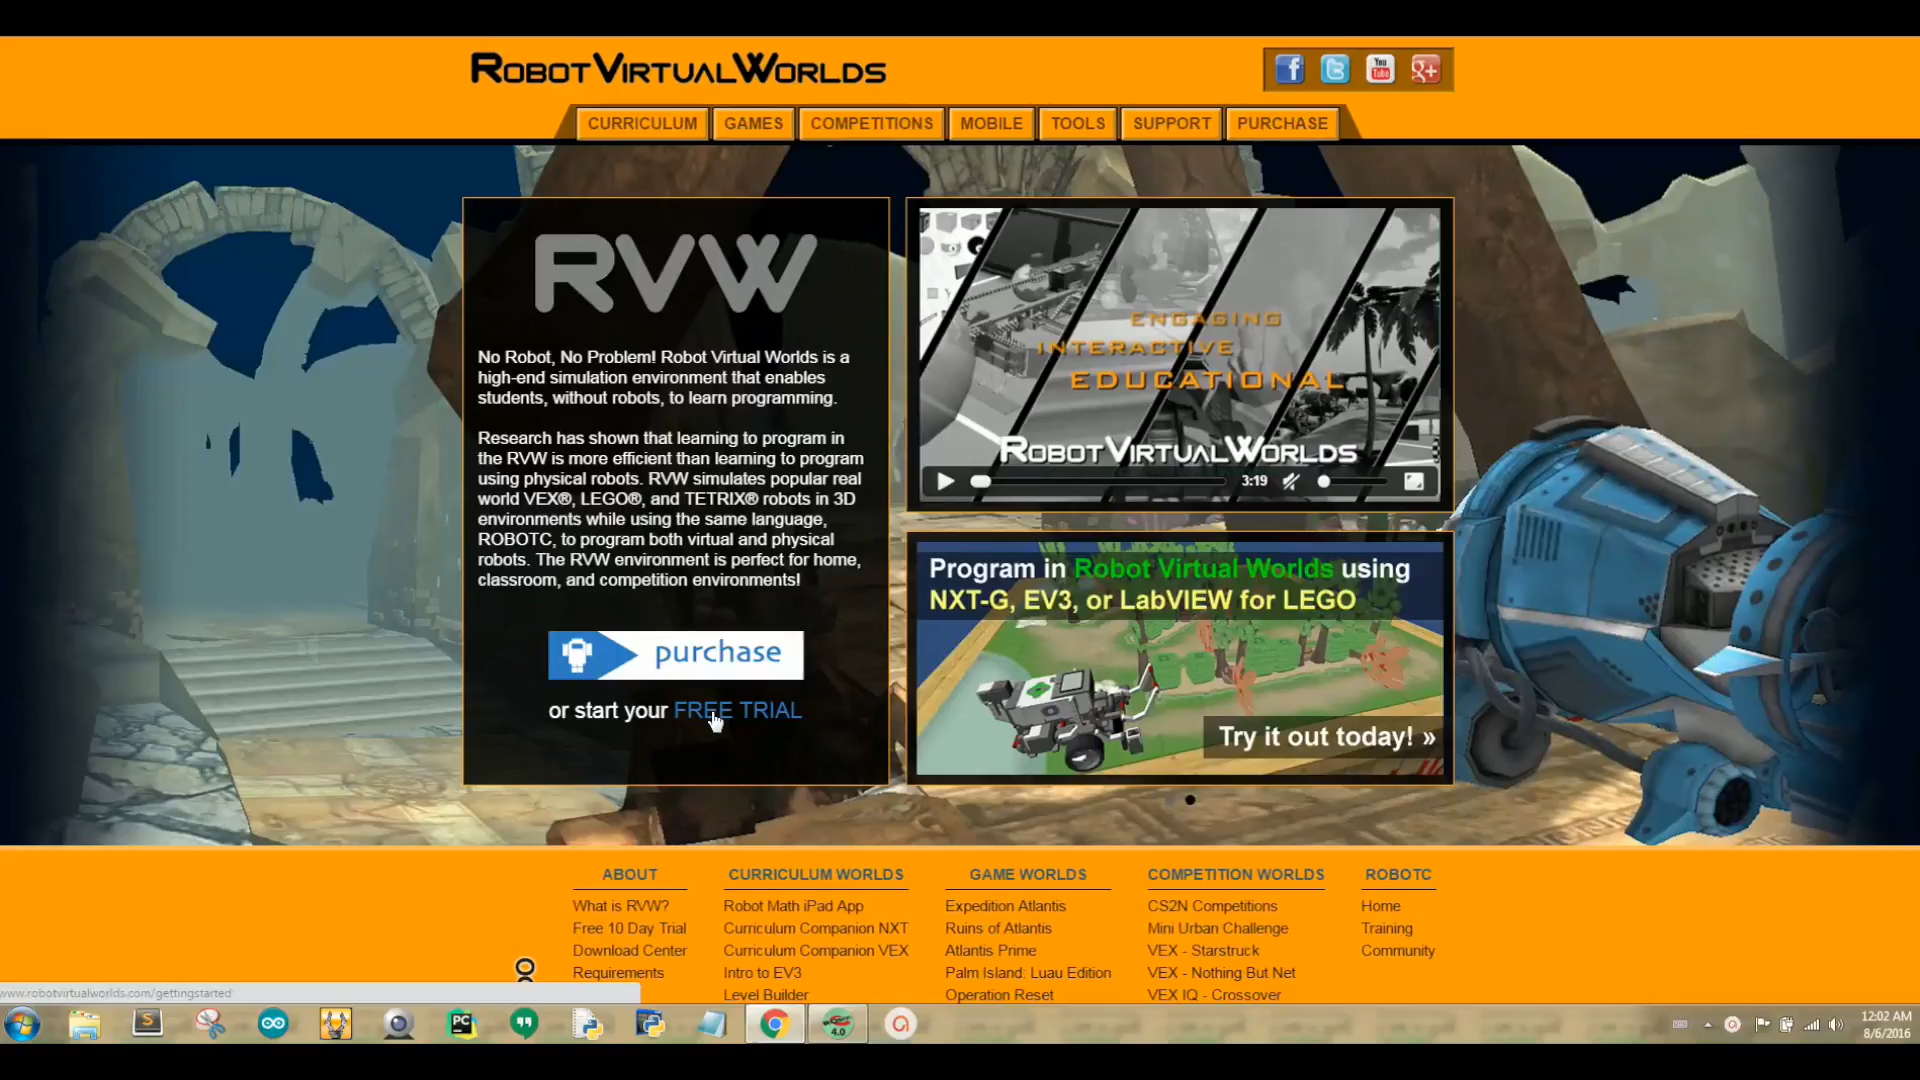 ROBOTVIRTUALWORLDS
CURRICULUM GAMES COMPETITIONS MOBILE TOOLS SUPPORT PURCHASE
RVW
No Robot, No Problem! Robot Virtual Worlds is a
high-end simulation environment that enables
students, without robots, to learn programming.
Research has shown that learning to program in
the RVW is more efficient than learning to program
using physical robots. RVW simulates popular real
world VEX®, LEGO®, and TETRIX® robots in 3D
environments while using the same language,
ROBOTC, to program both virtual and physical
robots. The RVW environment is perfect for home,
classroom, and competition environments!
purchase
or start your FREE TRIAL
ENGAGING
INTERACTIVE
EDUCATIONAL
ROBOTVIRTUALWORLDS
3:19
Program in Robot Virtual Worlds using
NXT-G, EV3, or LabVIEW for LEGO
Try it out today! »
ABOUT
What is RVW?
Free 10 Day Trial
Download Center
Requirements
CURRICULUM WORLDS
Robot Math iPad App
Curriculum Companion NXT
Curriculum Companion VEX
Intro to EV3
Level Builder
GAME WORLDS
Expedition Atlantis
Ruins of Atlantis
Atlantis Prime
Palm Island: Luau Edition
Operation Reset
COMPETITION WORLDS
CS2N Competitions
Mini Urban Challenge
VEX - Starstruck
VEX - Nothing But Net
VEX IQ - Crossover
ROBOTC
Home
Training
Community
www.robotvirtualworlds.com/gettingstarted
4.0
12:02 AM
8/6/2016